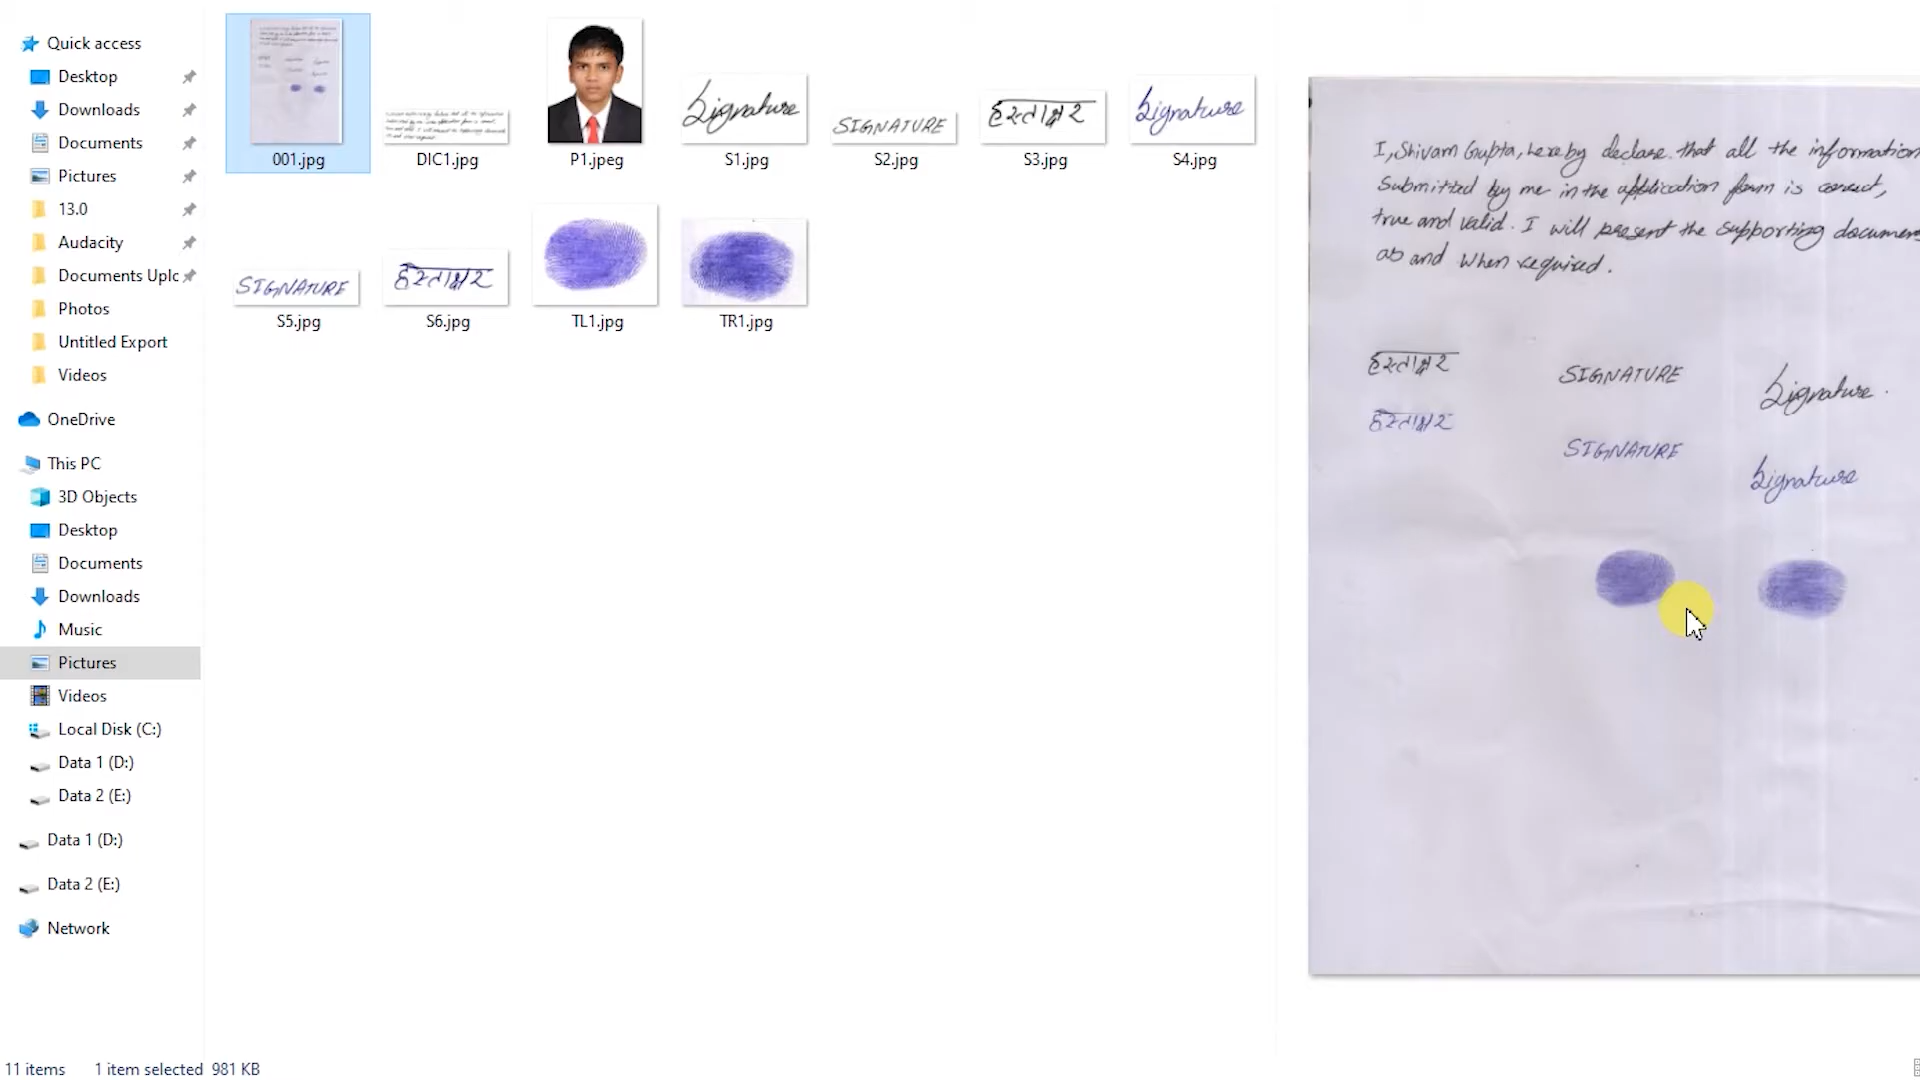 Quick access
Desktop
Downloads
Documents
Pictures
13.0
Audacity
Documents Uplc
Photos
Untitled Export
Videos
OneDrive
This PC
3D Objects
Desktop
Documents
Downloads
Music
Pictures
Videos
Local Disk (C:)
Data 1 (D:)
Data 2 (E:)
Data 1 (D:)
Data 2 (E:)
Network
11 items 1 item selected 981 KB
001.jpg
DIC1.jpg
P1.jpeg
Signature
S1.jpg
SIGNATURE
S2.jpg
हस्ताक्षर
S3.jpg
Signature
S4.jpg
SIGNATURE
S5.jpg
हस्ताक्षर
S6.jpg
TL1.jpg
TR1.jpg
I, Shivam Gupta, hereby declare that all the information
Submitted by me in the application form is correct,
true and valid. I will present the supporting documen
as and When required.
हस्ताक्षर SIGNATURE Signature.
हस्ताक्षर SIGNATURE Signature